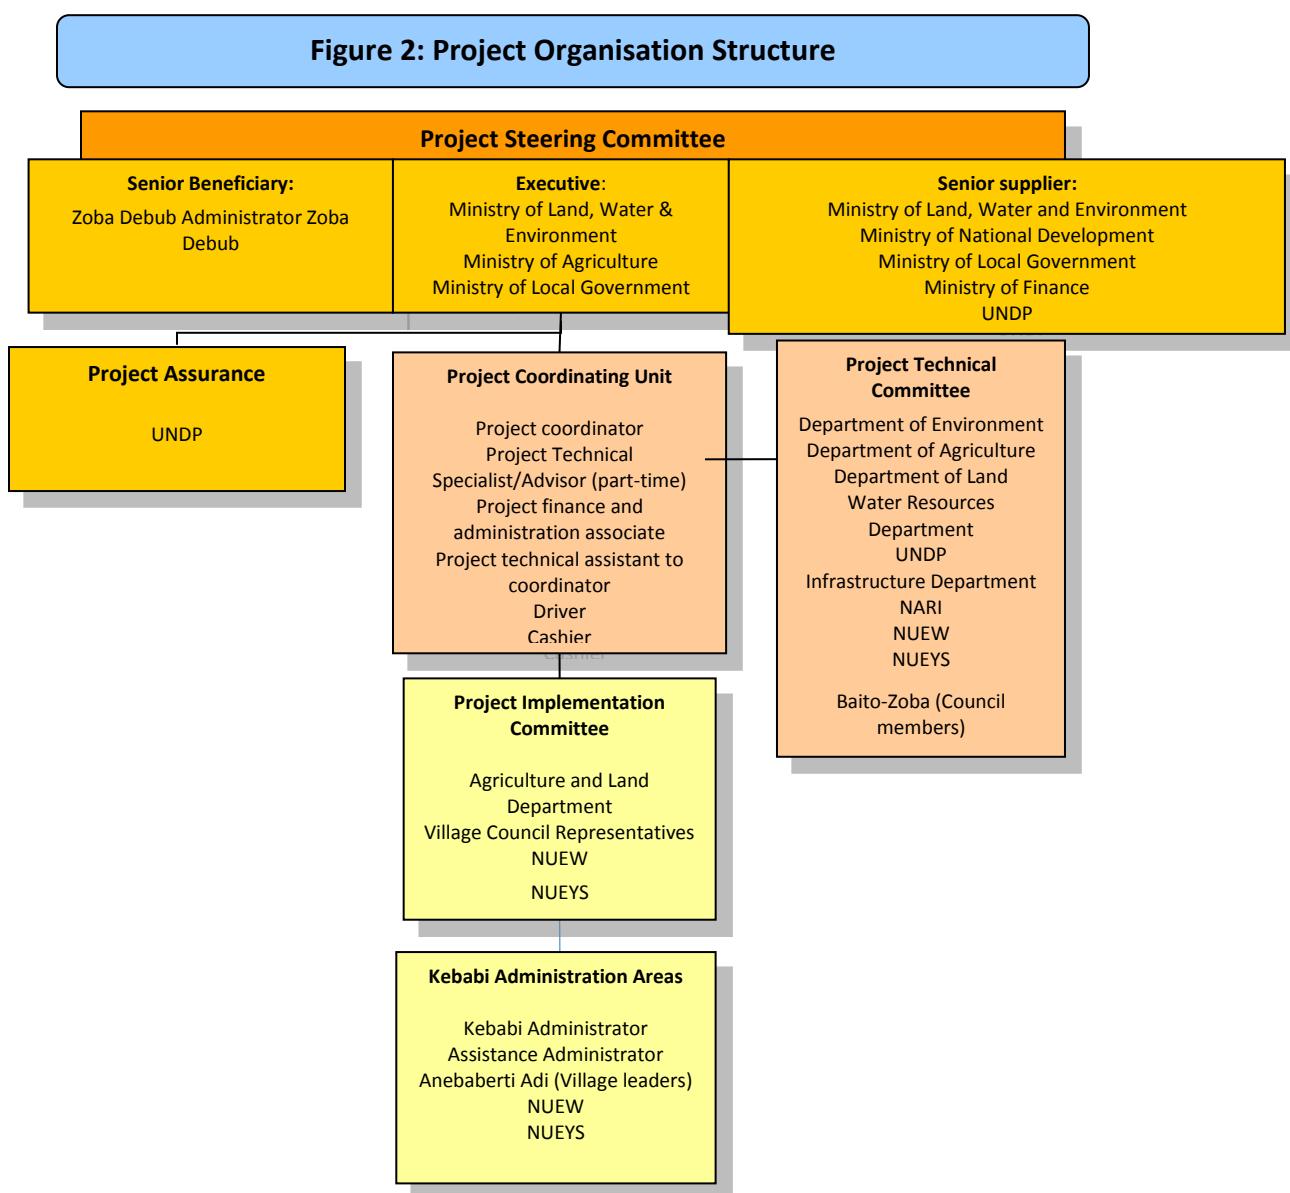 Figure 2: Project Organisation Structure
Project Steering Committee
Senior Beneficiary:
Zoba Debub Administrator Zoba
Debub
Executive:
Ministry of Land, Water &
Environment
Ministry of Agriculture
Ministry of Local Government
Senior supplier:
Ministry of Land, Water and Environment
Ministry of National Development
Ministry of Local Government
Ministry of Finance
UNDP
Project Assurance
UNDP
Project Coordinating Unit
Project coordinator
Project Technical
Specialist/Advisor (part-time)
Project finance and
administration associate
Project technical assistant to
coordinator
Driver
Cashier
Project Technical
Committee
Department of Environment
Department of Agriculture
Department of Land
Water Resources
Department
UNDP
Infrastructure Department
NARI
NUEW
NUEYS
Baito-Zoba (Council
members)
Project Implementation
Committee
Agriculture and Land
Department
Village Council Representatives
NUEW
NUEYS
Kebabi Administration Areas
Kebabi Administrator
Assistance Administrator
Anebaberti Adi (Village leaders)
NUEW
NUEYS